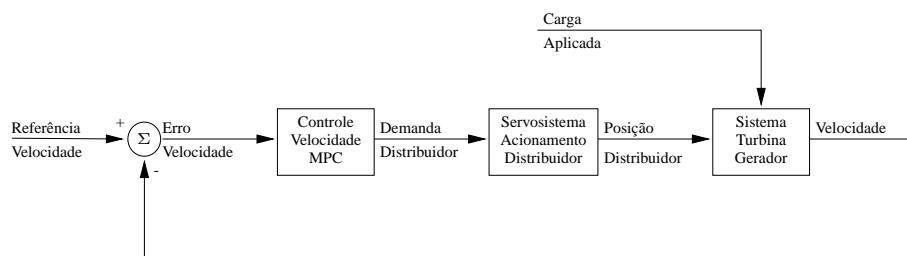 Carga
Aplicada
Referência
Velocidade
+
Σ
-
Erro
Velocidade
Controle
Velocidade
MPC
Demanda
Distribuidor
Servosistema
Acionamento
Distribuidor
Posição
Distribuidor
Sistema
Turbina
Gerador
Velocidade